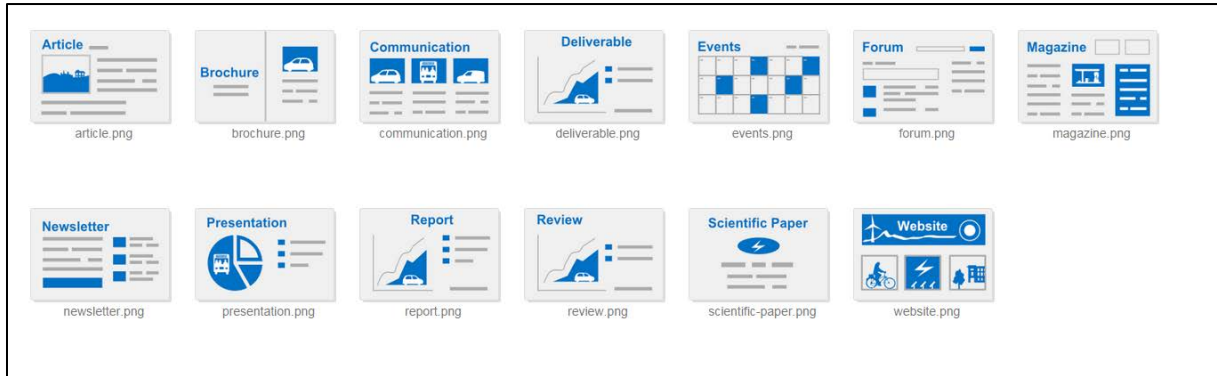 Article
article.png
Brochure
brochure.png
Communication
communication.png
Deliverable
deliverable.png
Events
events.png
Forum
forum.png
Magazine
magazine.png
Newsletter
newsletter.png
Presentation
presentation.png
Report
report.png
Review
review.png
Scientific Paper
scientific-paper.png
Website
website.png